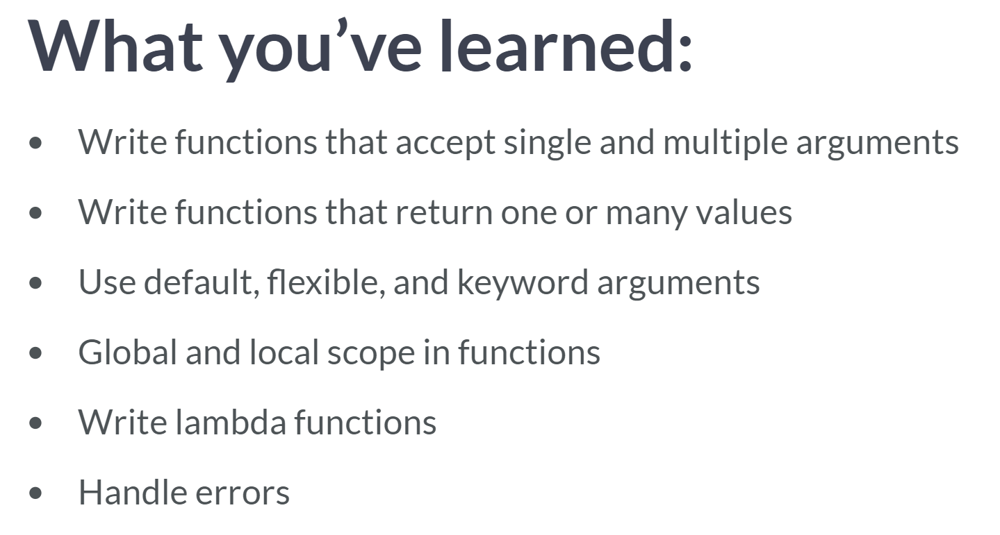 What you’ve learned:
• Write functions that accept single and multiple arguments
• Write functions that return one or many values
• Use default, flexible, and keyword arguments
• Global and local scope in functions
• Write lambda functions
• Handle errors